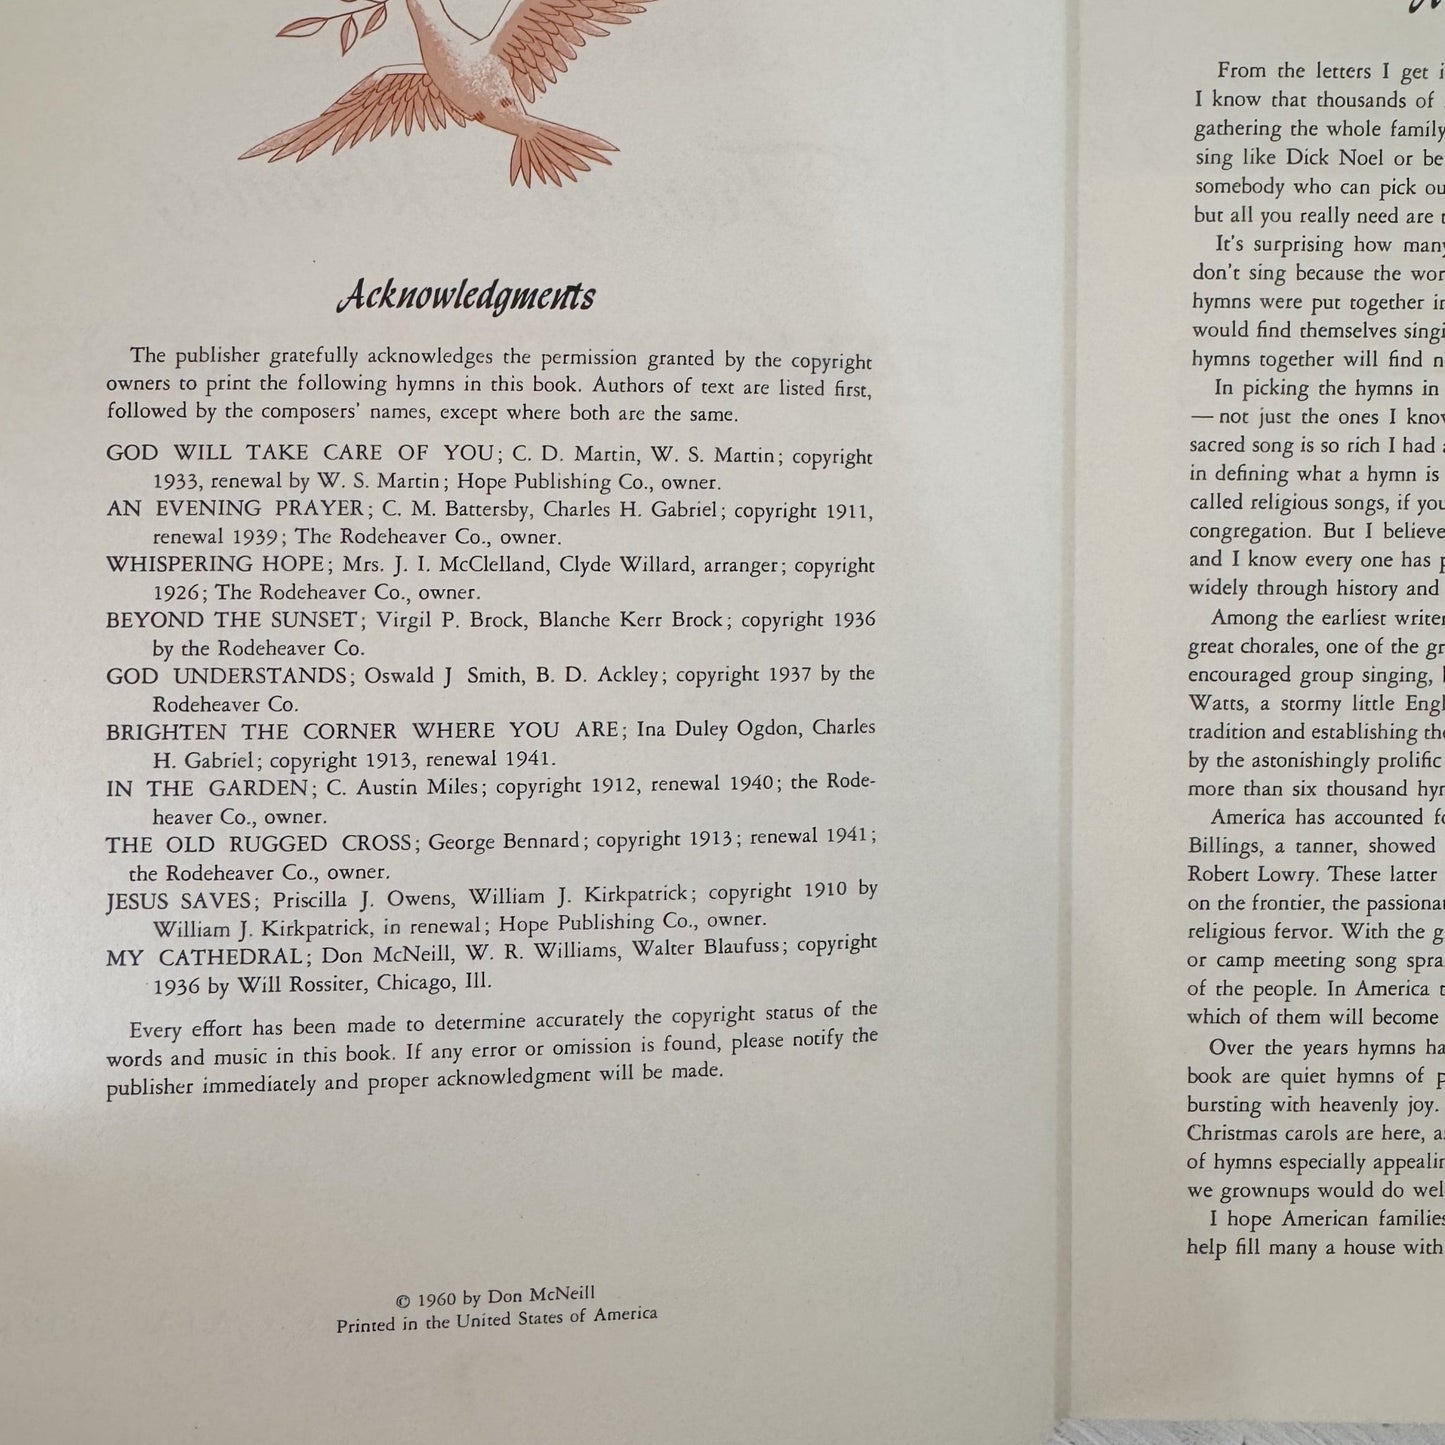 Acknowledgments
The publisher gratefully acknowledges the permission granted by the copyright
owners to print the following hymns in this book. Authors of text are listed first,
followed by the composers' names, except where both are the same.
GOD WILL TAKE CARE OF YOU; C. D. Martin, W. S. Martin; copyright
1933, renewal by W. S. Martin; Hope Publishing Co., owner.
AN EVENING PRAYER; C. M. Battersby, Charles H. Gabriel; copyright 1911,
renewal 1939; The Rodeheaver Co., owner.
WHISPERING HOPE; Mrs. J. I. McClelland, Clyde Willard, arranger; copyright
1926; The Rodeheaver Co., owner.
BEYOND THE SUNSET; Virgil P. Brock, Blanche Kerr Brock; copyright 1936
by the Rodeheaver Co.
GOD UNDERSTANDS; Oswald J Smith, B. D. Ackley; copyright 1937 by the
Rodeheaver Co.
BRIGHTEN THE CORNER WHERE YOU ARE; Ina Duley Ogdon, Charles
H. Gabriel; copyright 1913, renewal 1941.
IN THE GARDEN; C. Austin Miles; copyright 1912, renewal 1940; the Rode-
heaver Co., owner.
THE OLD RUGGED CROSS; George Bennard; copyright 1913; renewal 1941;
the Rodeheaver Co., owner.
JESUS SAVES; Priscilla J. Owens, William J. Kirkpatrick; copyright 1910 by
William J. Kirkpatrick, in renewal; Hope Publishing Co., owner.
MY CATHEDRAL; Don McNeill, W. R. Williams, Walter Blaufuss; copyright
1936 by Will Rossiter, Chicago, Ill.
Every effort has been made to determine accurately the copyright status of the
words and music in this book. If any error or omission is found, please notify the
publisher immediately and proper acknowledgment will be made.
© 1960 by Don McNeill
Printed in the United States of America
From the letters I get
I know that thousands of
gathering the whole family
sing like Dick Noel or be
somebody who can pick
but all you really need are
It's surprising how many
don't sing because the
hymns were put together
would find themselves
hymns together will find
In picking the hymns in
— not just the ones I
sacred song is so rich I had
in defining what a hymn is
called religious songs, if
congregation. But I believe
and I know every one has
widely through history and
Among the earliest
great chorales, one of the
encouraged group singing,
Watts, a stormy little
tradition and establishing
by the astonishingly prolific
more than six thousand
America has accounted
Billings, a tanner, showed
Robert Lowry. These latter
on the frontier, the
religious fervor. With the
or camp meeting song
of the people. In America
which of them will become
Over the years hymns
book are quiet hymns of
bursting with heavenly joy.
Christmas carols are here,
of hymns especially
we grownups would do
I hope American families
help fill many a house with